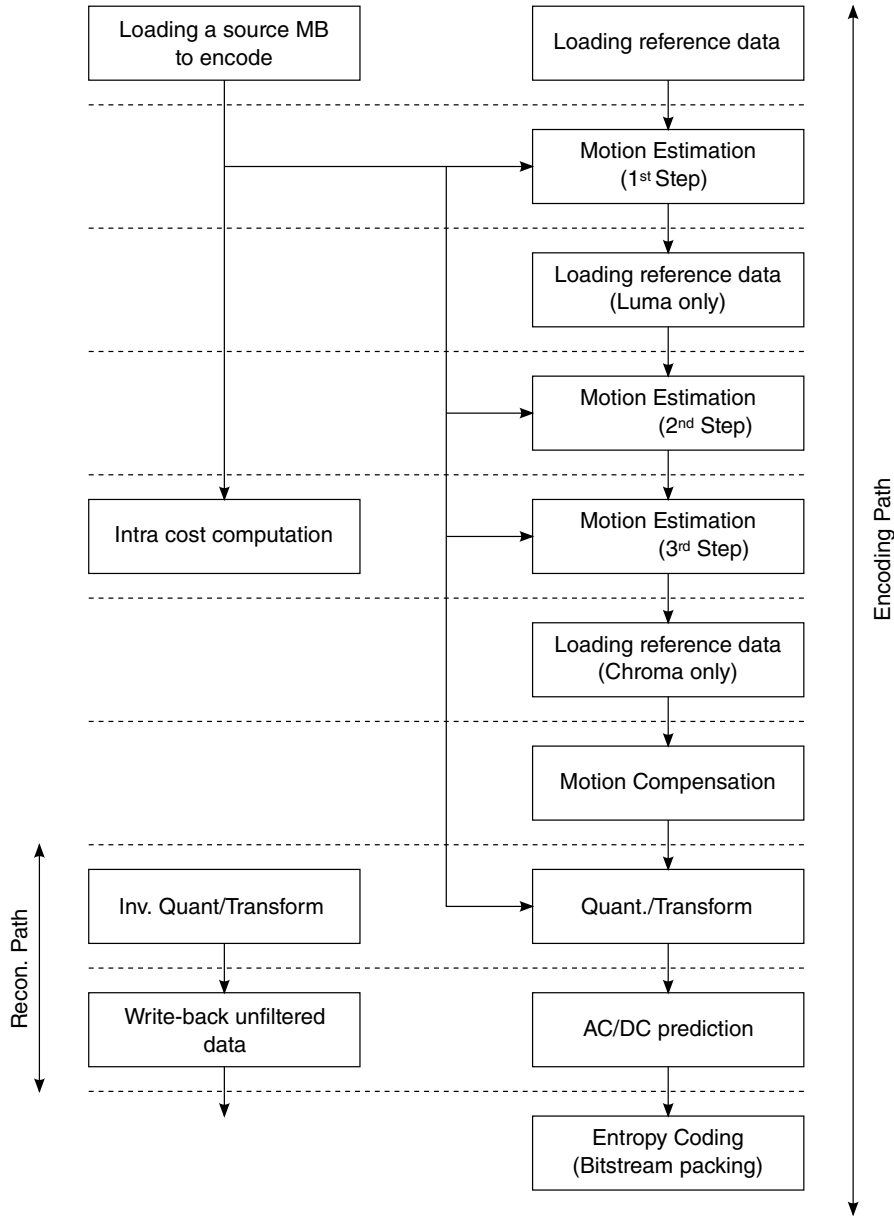 Loading a source MB
to encode
Loading reference data
Motion Estimation
(1st Step)
Loading reference data
(Luma only)
Motion Estimation
(2nd Step)
Intra cost computation
Motion Estimation
(3rd Step)
Loading reference data
(Chroma only)
Motion Compensation
Inv. Quant/Transform
Quant./Transform
Write-back unfiltered
data
AC/DC prediction
Entropy Coding
(Bitstream packing)
Recon. Path
Encoding Path